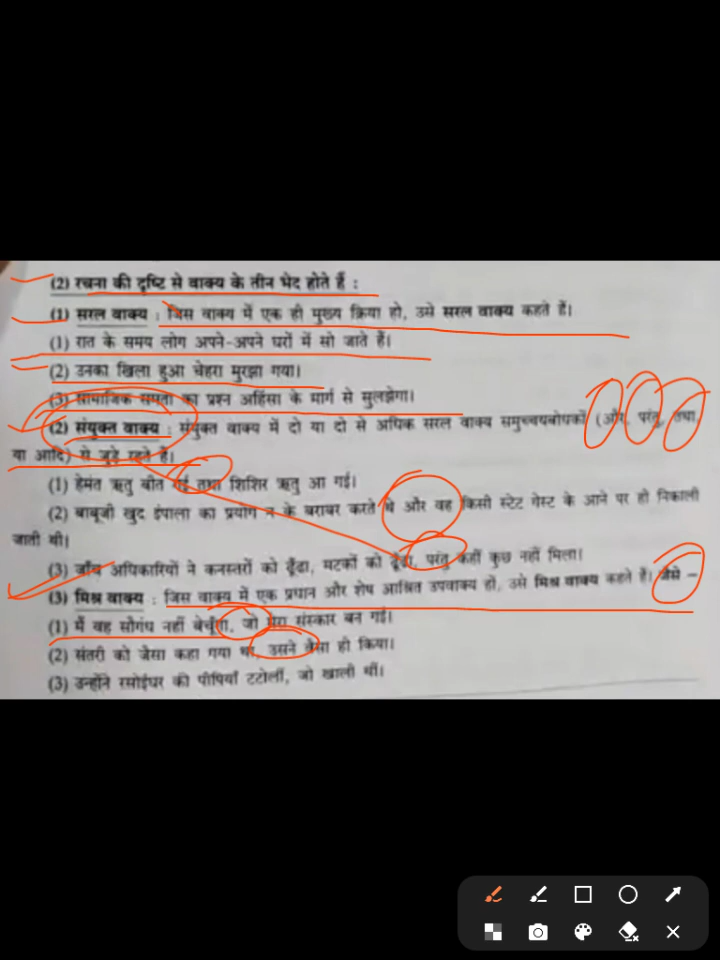 (2) रचना की दृष्टि से वाक्य के तीन भेद होते हैं :
(1) सरल वाक्य : जिस वाक्य में एक ही मुख्य क्रिया हो, उसे सरल वाक्य कहते हैं।
(1) रात के समय लोग अपने-अपने घरों में सो जाते हैं।
(2) उनका खिला हुआ चेहरा मुरझा गया।
(3) सामाजिक समता का प्रश्न अहिंसा के मार्ग से सुलझेगा।
(2) संयुक्त वाक्य : संयुक्त वाक्य में दो या दो से अधिक सरल वाक्य समुच्चयबोधकों (और, परंतु, तथा,
या आदि) से जुड़े रहते हैं।
(1) हेमंत ऋतु बीत गई तथा शिशिर ऋतु आ गई।
(2) बाबूजी खुद इंपाला का प्रयोग न के बराबर करते थे और वह किसी स्टेट गेस्ट के आने पर ही निकाली
जाती थी।
(3) जाँच अधिकारियों ने कनस्तरों को ढूँढा, मटकों को ढूँढा, परंतु कहीं कुछ नहीं मिला।
(3) मिश्र वाक्य : जिस वाक्य में एक प्रधान और शेष आश्रित उपवाक्य हों, उसे मिश्र वाक्य कहते हैं। जैसे –
(1) मैं वह सौगंध नहीं बेचूँगा, जो मेरा संस्कार बन गई।
(2) संतरी को जैसा कहा गया था, उसने वैसा ही किया।
(3) उन्होंने रसोईघर की पीपियाँ टटोलीं, जो खाली थीं।